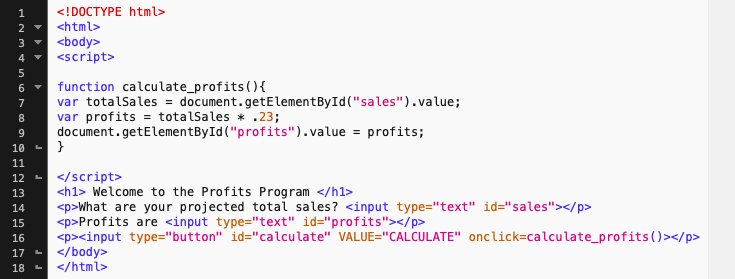 1 <!DOCTYPE html>
2 <html>
3 <body>
4 <script>
5
6 function calculate_profits(){
7 var totalSales = document.getElementById("sales").value;
8 var profits = totalSales * .23;
9 document.getElementById("profits").value = profits;
10 }
11
12 </script>
13 <h1> Welcome to the Profits Program </h1>
14 <p>What are your projected total sales? <input type="text" id="sales"></p>
15 <p>Profits are <input type="text" id="profits"></p>
16 <p><input type="button" id="calculate" VALUE="CALCULATE" onclick=calculate_profits()></p>
17 </body>
18 </html>